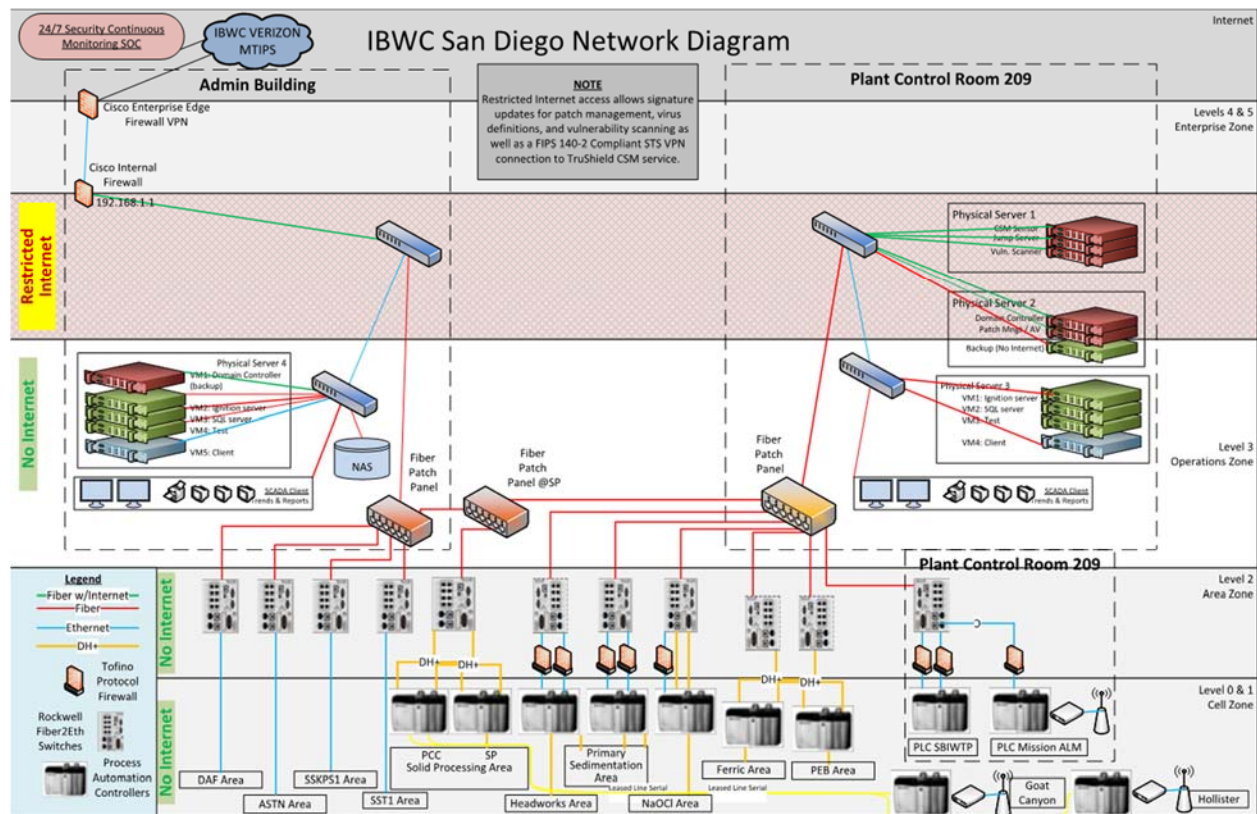 24/7 Security Continuous
Monitoring SOC
IBWC VERIZON
MTIPS
IBWC San Diego Network Diagram
Internet
Admin Building
Cisco Enterprise Edge
Firewall VPN
Cisco Internal
Firewall
192.168.1.1
NOTE
Restricted Internet access allows signature
updates for patch management, virus
definitions, and vulnerability scanning as
well as a FIPS 140-2 Compliant STS VPN
connection to TruShield CSM service.
Plant Control Room 209
Levels 4 & 5
Enterprise Zone
Restricted
Internet
Physical Server 1
CSM Sensor
Jump Server
Vuln. Scanner
Physical Server 2
Domain Controller
Patch Mngt / AV
Backup (No Internet)
No Internet
Physical Server 4
VM1: Domain Controller
(backup)
VM2: Ignition server
VM3: SQL server
VM4: Test
VM5: Client
NAS
SCADA Client
Trends & Reports
Fiber
Patch
Panel
Fiber
Patch
Panel @SP
Fiber
Patch
Panel
Physical Server 3
VM1: Ignition server
VM2: SQL server
VM3: Test
VM4: Client
SCADA Client
Trends & Reports
Level 3
Operations Zone
Legend
Fiber w/Internet
Fiber
Ethernet
DH+
Tofino
Protocol
Firewall
Rockwell
Fiber2Eth
Switches
Process
Automation
Controllers
No Internet
Plant Control Room 209
Level 2
Area Zone
DH+
DH+
DH+
DH+
No Internet
Level 0 & 1
Cell Zone
DAF Area
ASTN Area
SSKPS1 Area
SST1 Area
PCC
SP
Solid Processing Area
Headworks Area
Primary
Sedimentation
Area
Leased Line Serial
NaOCl Area
Ferric Area
Leased Line Serial
PEB Area
PLC SBIWTP
PLC Mission ALM
Goat
Canyon
Hollister